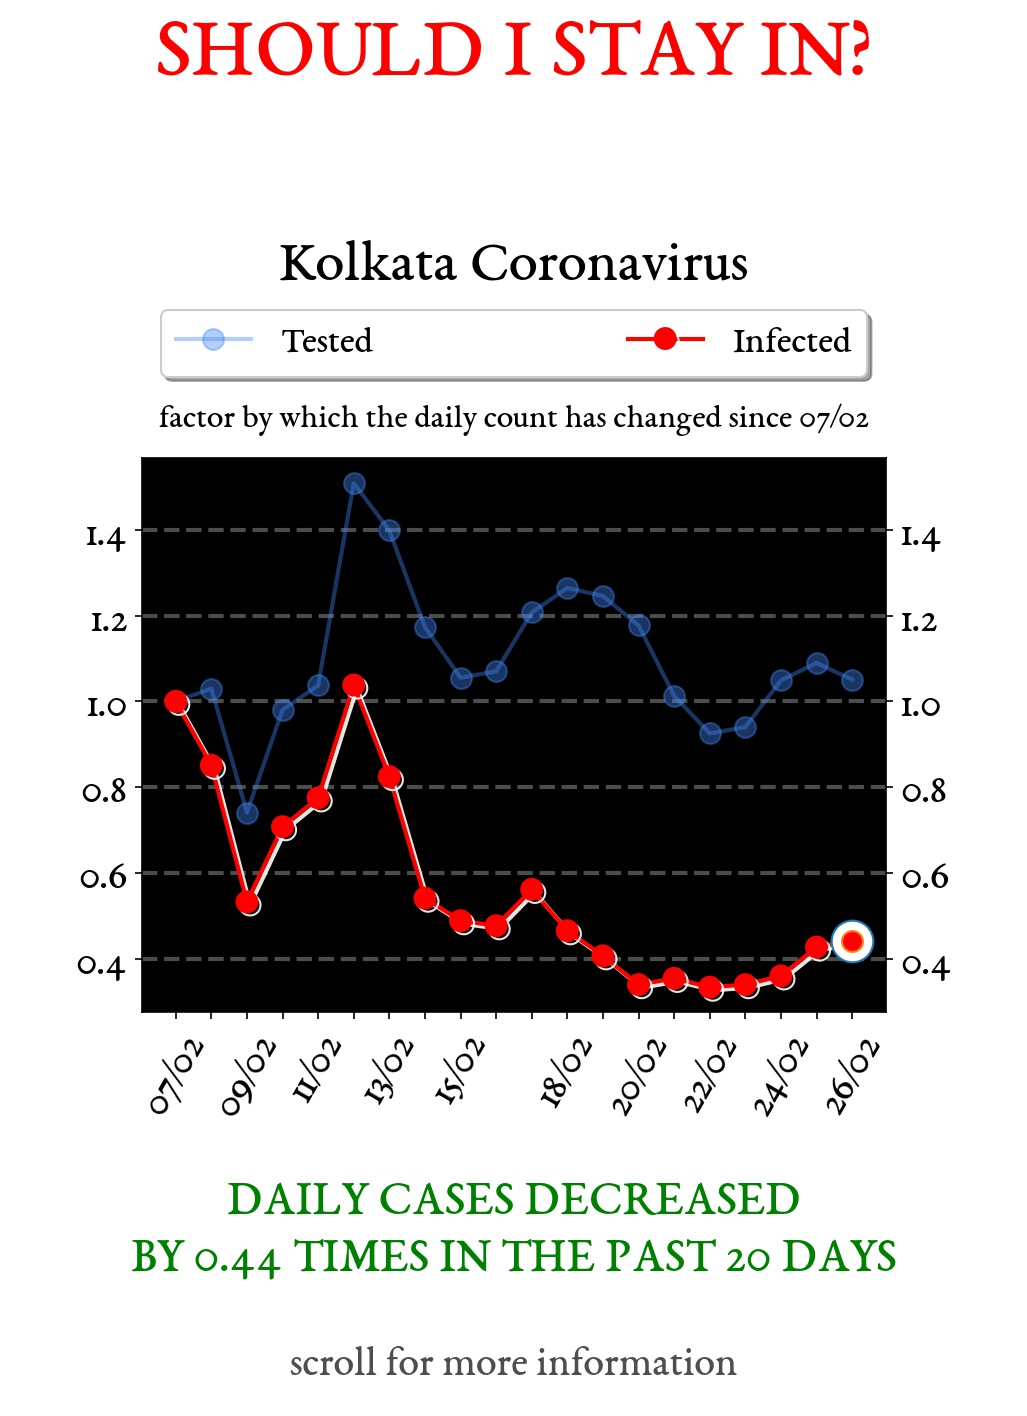 SHOULD I STAY IN?
Kolkata Coronavirus
Tested Infected
factor by which the daily count has changed since 07/02
1.4 1.4
1.2 1.2
1.0 1.0
0.8 0.8
0.6 0.6
0.4 0.4
07/02 09/02 11/02 13/02 15/02 18/02 20/02 22/02 24/02 26/02
DAILY CASES DECREASED
BY 0.44 TIMES IN THE PAST 20 DAYS
scroll for more information